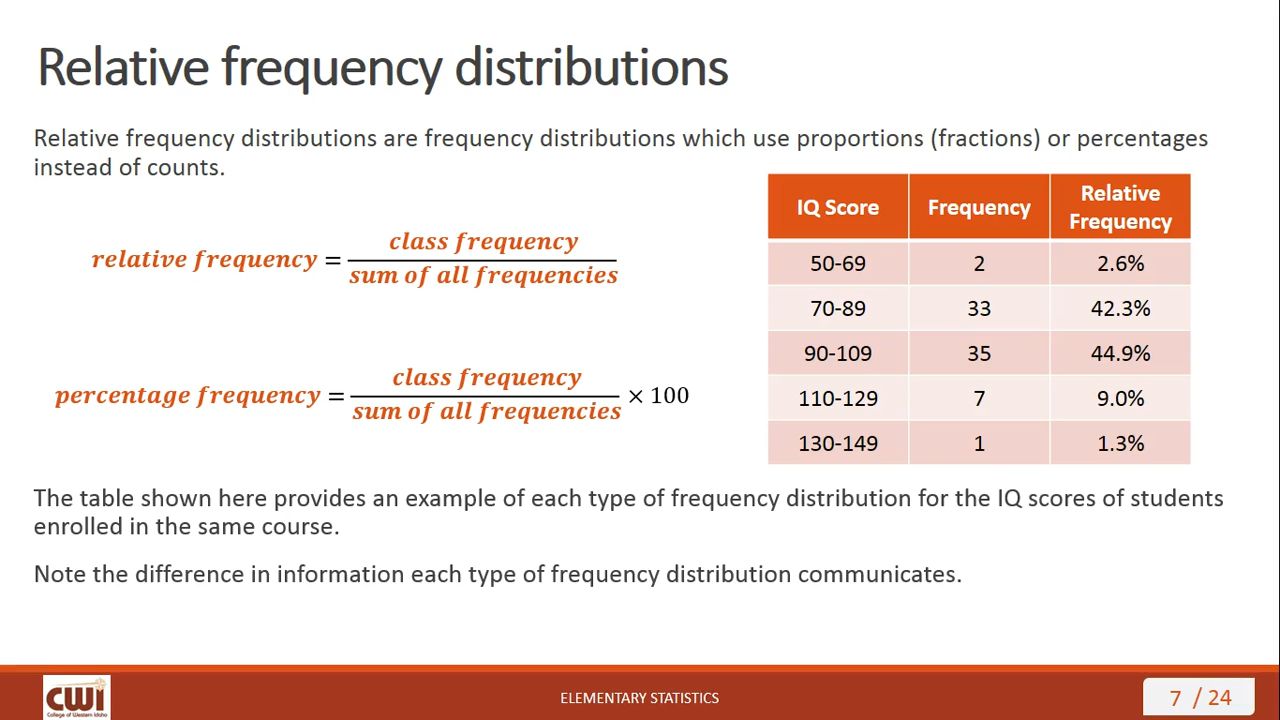 Relative frequency distributions
Relative frequency distributions are frequency distributions which use proportions (fractions) or percentages
instead of counts.
relative frequency = class frequency / sum of all frequencies
percentage frequency = class frequency / sum of all frequencies × 100
IQ Score Frequency Relative Frequency
50-69 2 2.6%
70-89 33 42.3%
90-109 35 44.9%
110-129 7 9.0%
130-149 1 1.3%
The table shown here provides an example of each type of frequency distribution for the IQ scores of students
enrolled in the same course.
Note the difference in information each type of frequency distribution communicates.
CWI
College of Western Idaho
ELEMENTARY STATISTICS
7 / 24